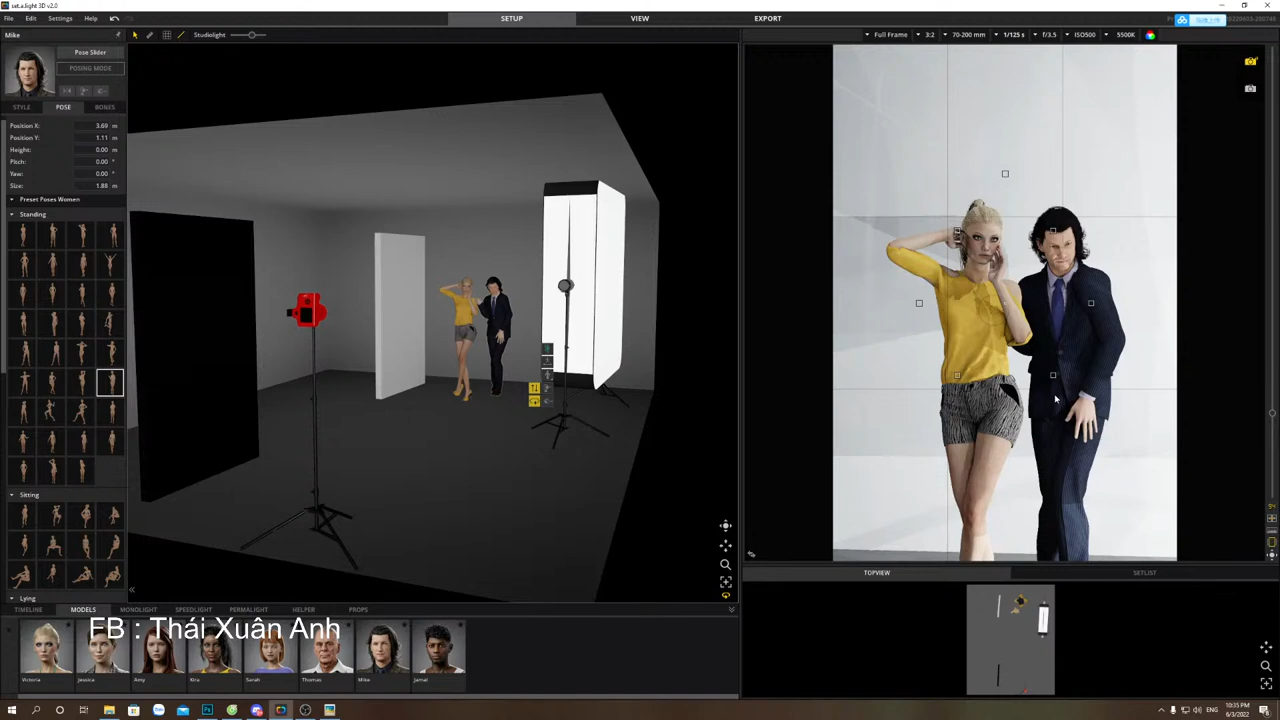 set.a.light 3D v2.0
File Edit Settings Help
SETUP VIEW EXPORT
Mike
Studiolight
Full Frame 3:2 70-200 mm 1/125 s f/3.5 ISO500 5500K
Pose Slider
POSING MODE
STYLE POSE BONES
Position X: 3.69 m
Position Y: 1.11 m
Height: 0.00 m
Pitch: 0.00 °
Yaw: 0.00 °
Size: 1.88 m
Preset Poses Women
Standing
Sitting
Lying
TOPVIEW SETLIST
TIMELINE MODELS MONOLIGHT SPEEDLIGHT PERMALIGHT HELPER PROPS
FB : Thái Xuân Anh
Victoria Jessica Amy Kira Sarah Thomas Mike Jamal
ENG
10:35 PM
6/3/2022